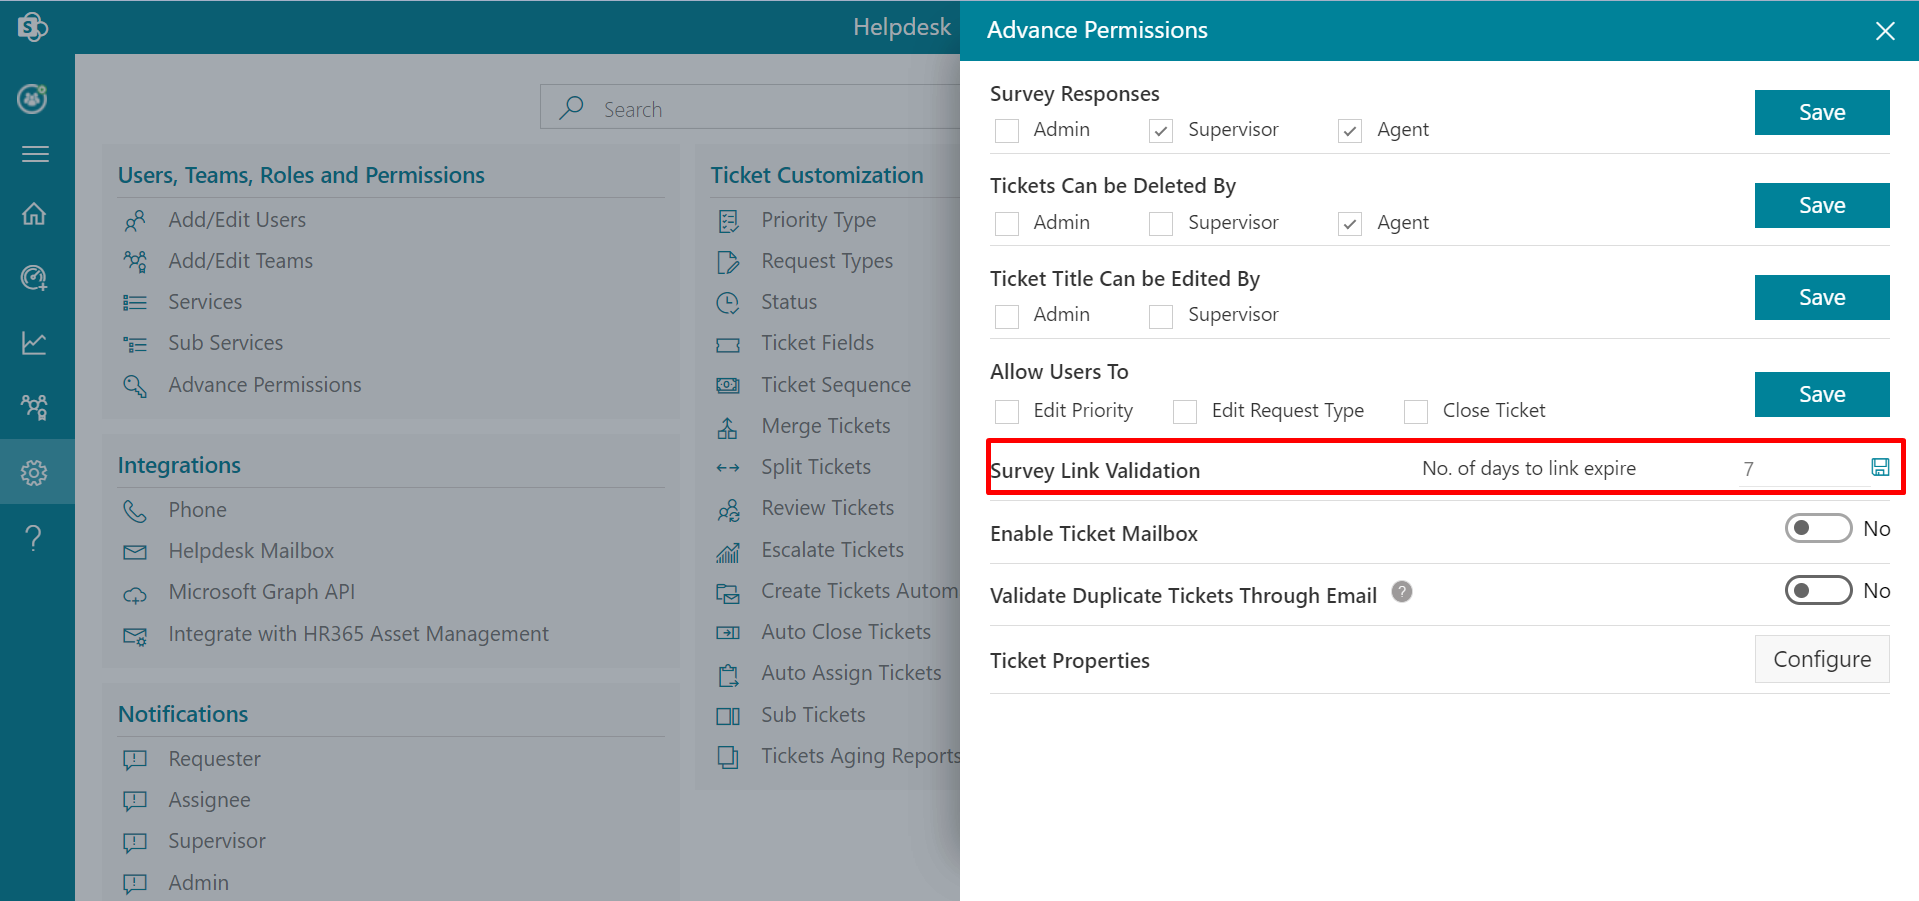 Helpdesk
Search
Users, Teams, Roles and Permissions
Add/Edit Users
Add/Edit Teams
Services
Sub Services
Advance Permissions
Integrations
Phone
Helpdesk Mailbox
Microsoft Graph API
Integrate with HR365 Asset Management
Notifications
Requester
Assignee
Supervisor
Admin
Ticket Customization
Priority Type
Request Types
Status
Ticket Fields
Ticket Sequence
Merge Tickets
Split Tickets
Review Tickets
Escalate Tickets
Create Tickets Autom
Auto Close Tickets
Auto Assign Tickets
Sub Tickets
Tickets Aging Reports
Advance Permissions
Survey Responses
Admin Supervisor Agent Save
Tickets Can be Deleted By
Admin Supervisor Agent Save
Ticket Title Can be Edited By
Admin Supervisor Save
Allow Users To
Edit Priority Edit Request Type Close Ticket Save
Survey Link Validation No. of days to link expire 7
Enable Ticket Mailbox No
Validate Duplicate Tickets Through Email ? No
Ticket Properties Configure